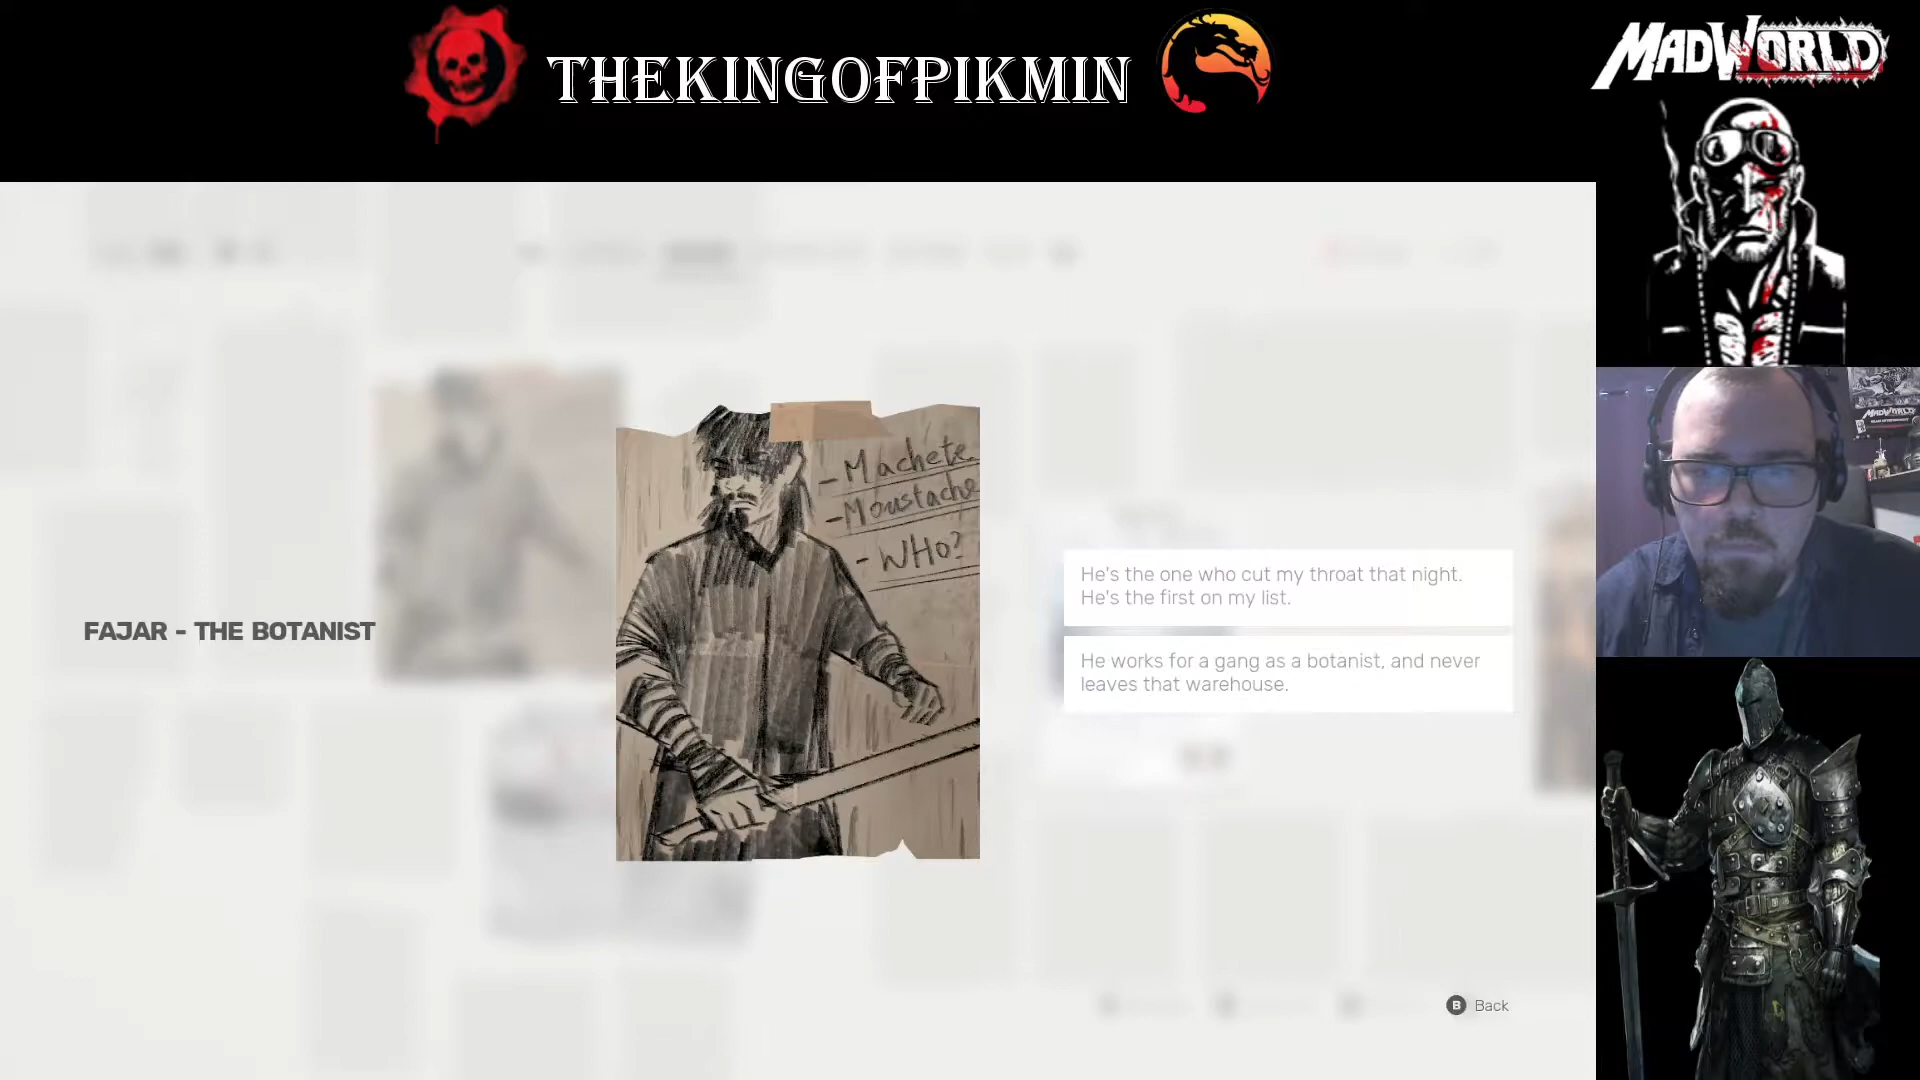 THEKINGOFPIKMIN
MADWORLD
- Machete
- Moustache
- WHO?
MADWORLD
He's the one who cut my throat that night.
He's the first on my list.
FAJAR - THE BOTANIST
He works for a gang as a botanist, and never
leaves that warehouse.
B Back